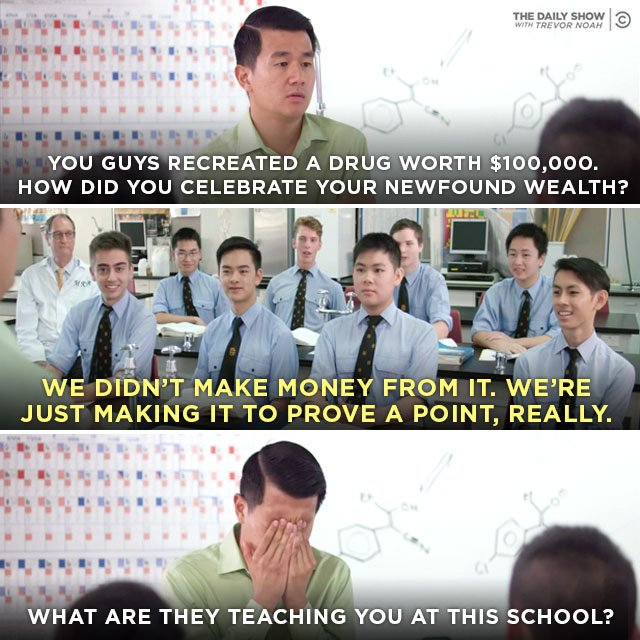 THE DAILY SHOW
WITH TREVOR NOAH
YOU GUYS RECREATED A DRUG WORTH $100,000.
HOW DID YOU CELEBRATE YOUR NEWFOUND WEALTH?
WE DIDN'T MAKE MONEY FROM IT. WE'RE
JUST MAKING IT TO PROVE A POINT, REALLY.
WHAT ARE THEY TEACHING YOU AT THIS SCHOOL?